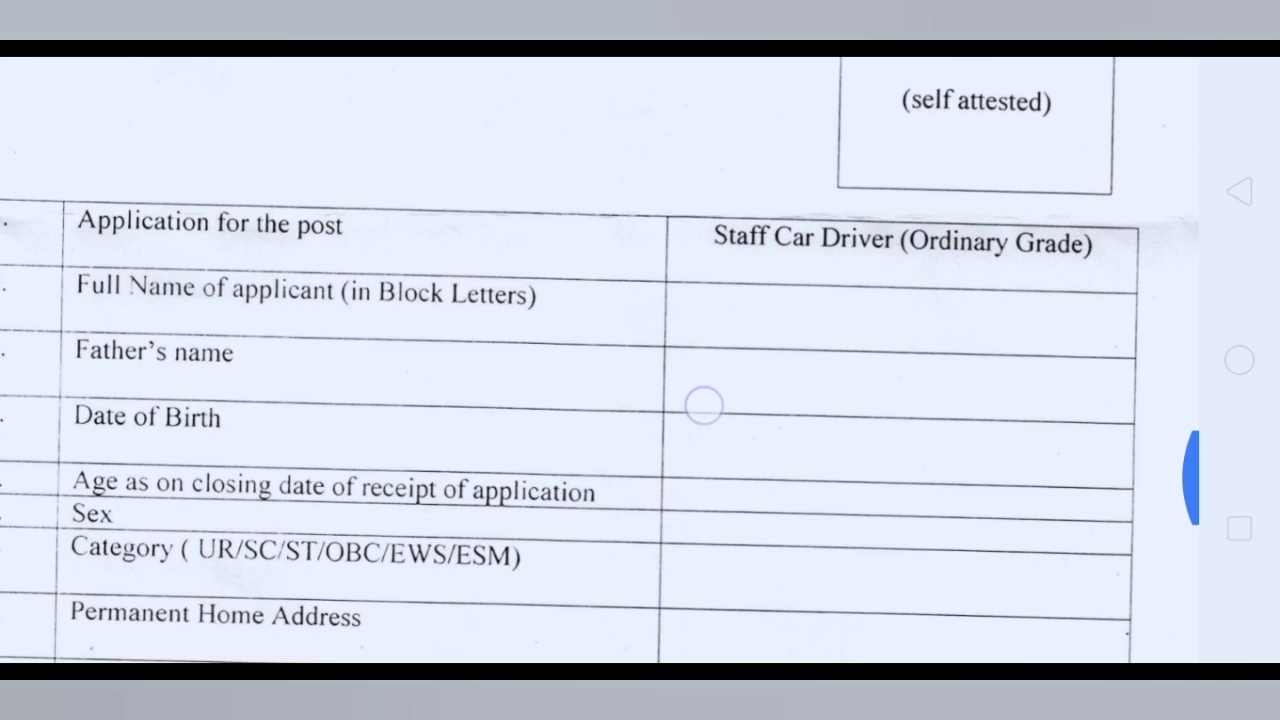 (self attested)
Application for the post
Staff Car Driver (Ordinary Grade)
Full Name of applicant (in Block Letters)
Father's name
Date of Birth
Age as on closing date of receipt of application
Sex
Category ( UR/SC/ST/OBC/EWS/ESM)
Permanent Home Address